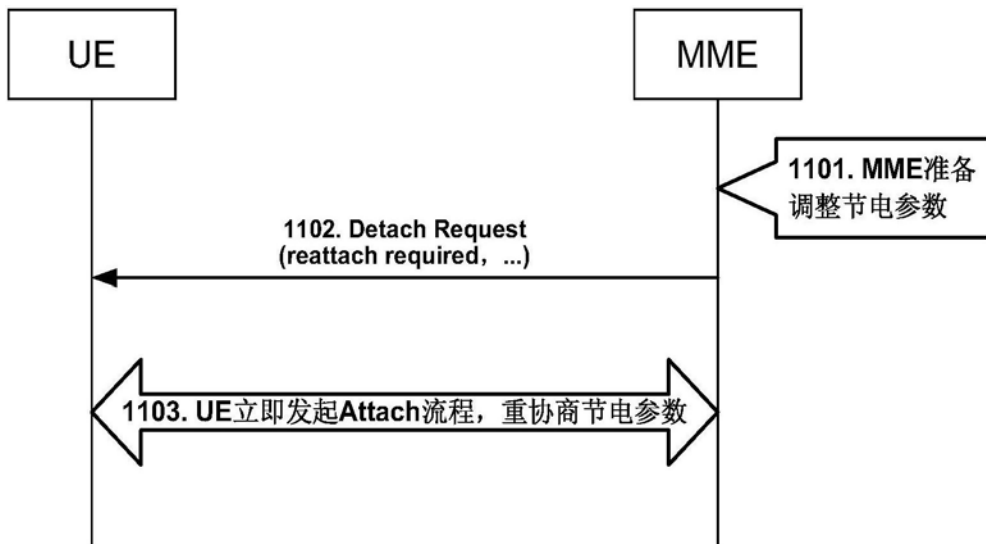 UE
MME
1101. MME准备
调整节电参数
1102. Detach Request
(reattach required，...)
1103. UE立即发起Attach流程，重协商节电参数